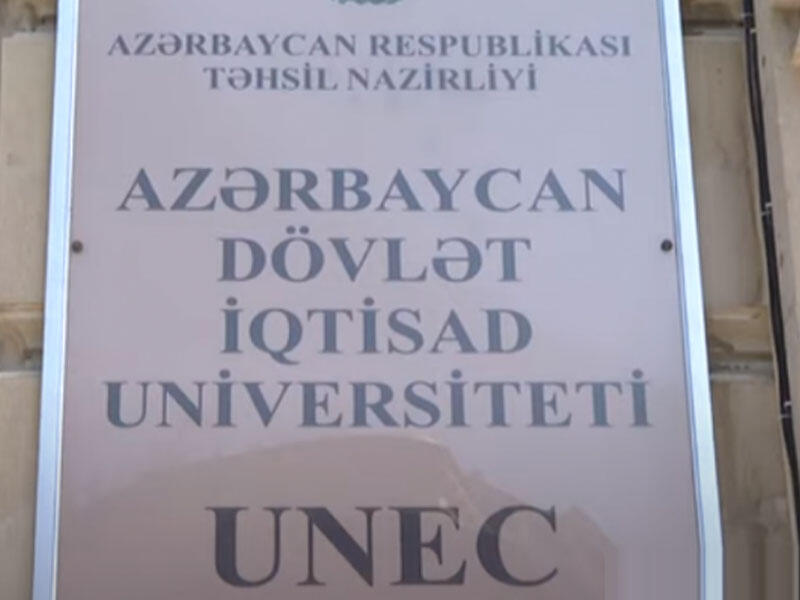 AZƏRBAYCAN RESPUBLİKASI
TƏHSİL NAZİRLİYİ
AZƏRBAYCAN
DÖVLƏT
İQTİSAD
UNİVERSİTETİ
UNEC